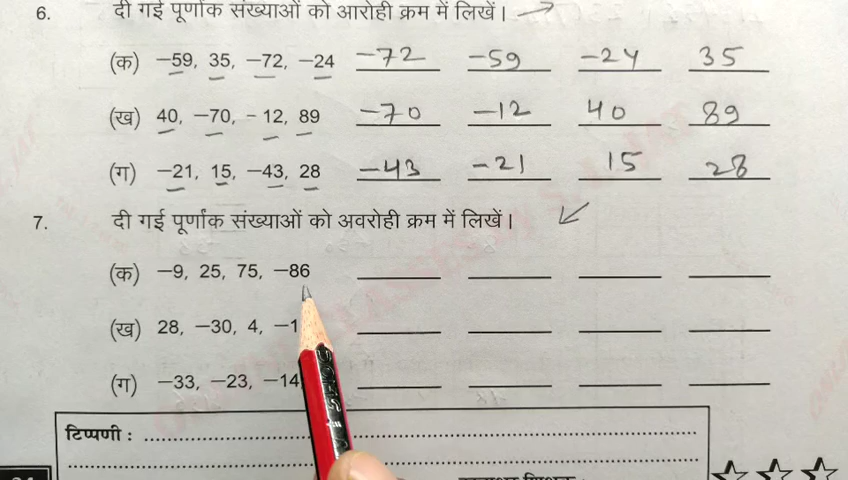 6. दी गई पूर्णांक संख्याओं को आरोही क्रम में लिखें।
(क) −59, 35, −72, −24 −72 −59 −24 35
(ख) 40, −70, - 12, 89 −70 −12 40 89
(ग) −21, 15, −43, 28 −43 −21 15 28
7. दी गई पूर्णांक संख्याओं को अवरोही क्रम में लिखें।
(क) −9, 25, 75, −86
(ख) 28, −30, 4, −1
(ग) −33, −23, −14
टिप्पणी :